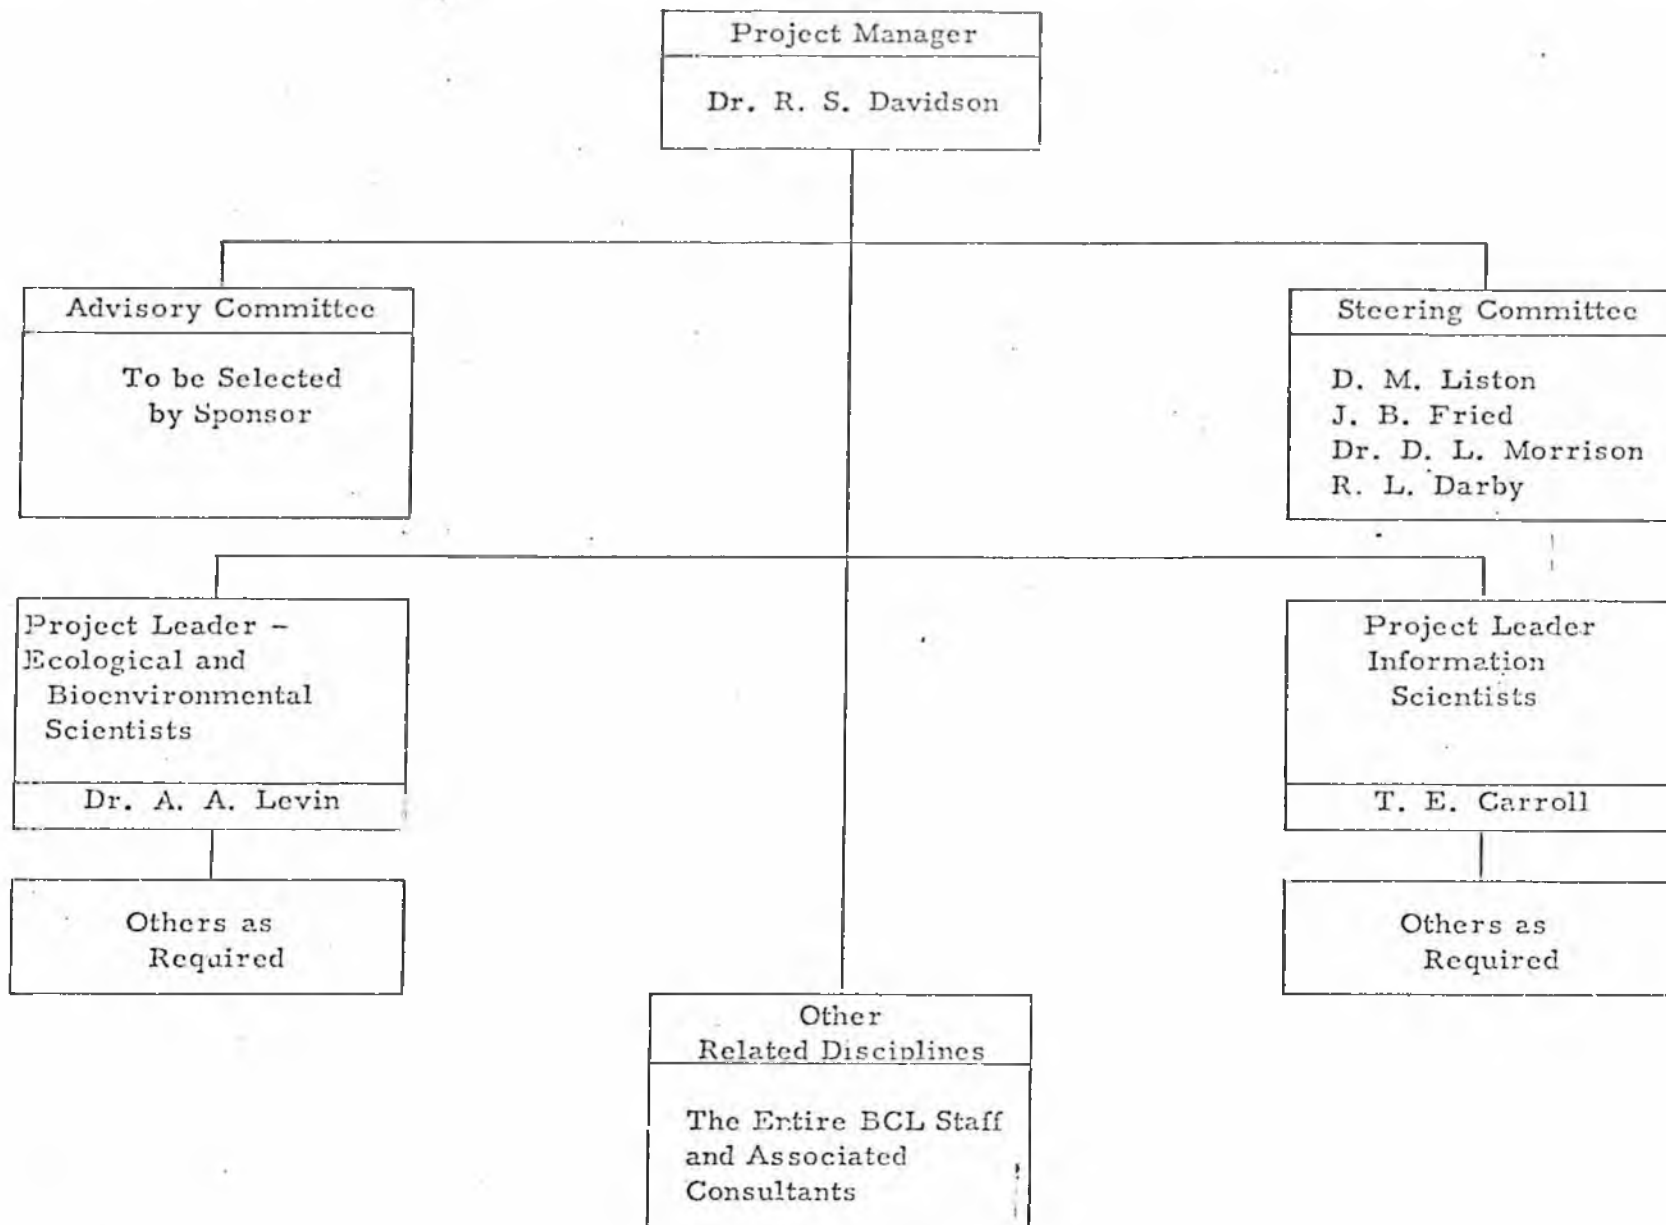 Project Manager
Dr. R. S. Davidson
Advisory Committee
To be Selected
by Sponsor
Steering Committee
D. M. Liston
J. B. Fried
Dr. D. L. Morrison
R. L. Darby
Project Leader -
Ecological and
Bioenvironmental
Scientists
Dr. A. A. Levin
Others as
Required
Project Leader
Information
Scientists
T. E. Carroll
Others as
Required
Other
Related Disciplines
The Entire BCL Staff
and Associated
Consultants